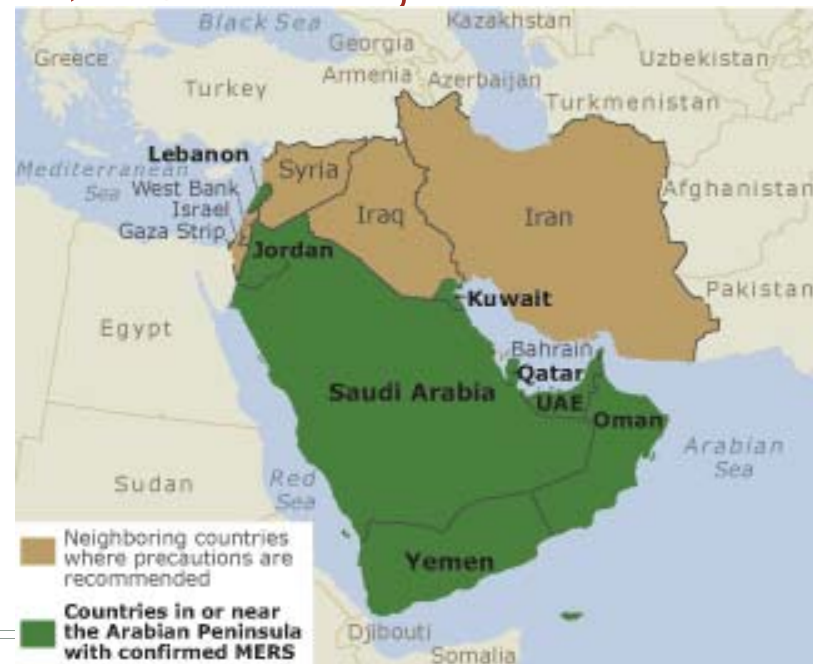 Black Sea
Kazakhstan
Georgia
Greece
Uzbekistan
Armenia
Azerbaijan
Turkey
Turkmenistan
Lebanon
Mediterranean
Sea
Syria
West Bank
Afghanistan
Israel
Iraq
Iran
Gaza Strip
Jordan
Pakistan
Kuwait
Egypt
Bahrain
Qatar
Saudi Arabia
UAE
Oman
Arabian
Sea
Red
Sea
Sudan
Yemen
Neighboring countries
where precautions are
recommended
Countries in or near
the Arabian Peninsula
with confirmed MERS
Djibouti
Somalia